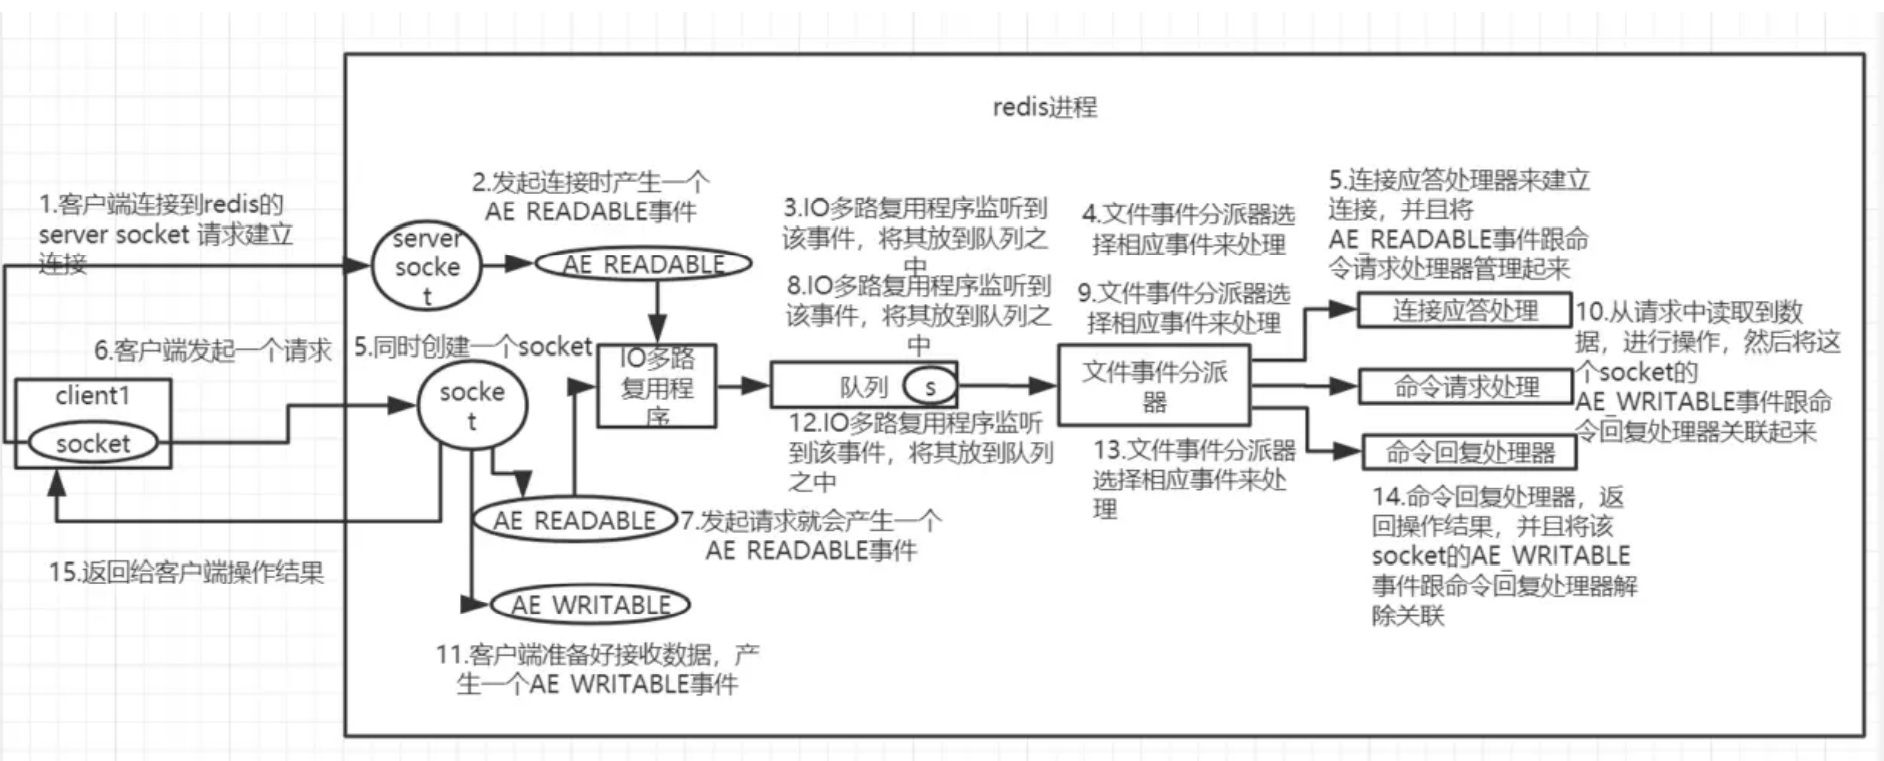 redis进程
1.客户端连接到redis的
server socket 请求建立
连接
2.发起连接时产生一个
AE READABLE事件
server
socke
t
AE READABLE
3.IO多路复用程序监听到
该事件，将其放到队列之
中
4.文件事件分派器选
择相应事件来处理
5.连接应答处理器来建立
连接，并且将
AE_READABLE事件跟命
令请求处理器管理起来
8.IO多路复用程序监听到
该事件，将其放到队列之
中
9.文件事件分派器选
择相应事件来处理
连接应答处理
10.从请求中读取到数
据，进行操作，然后将这
个socket的
AE_WRITABLE事件跟命
令回复处理器关联起来
6.客户端发起一个请求
5.同时创建一个socket
IO多路
复用程
序
client1
socket
socke
t
队列
s
文件事件分派
器
命令请求处理
命令回复处理器
12.IO多路复用程序监听
到该事件，将其放到队列
之中
13.文件事件分派器
选择相应事件来处
理
AE READABLE
7.发起请求就会产生一个
AE READABLE事件
14.命令回复处理器，返
回操作结果，并且将该
socket的AE_WRITABLE
事件跟命令回复处理器解
除关联
15.返回给客户端操作结果
AE WRITABLE
11.客户端准备好接收数据，产
生一个AE WRITABLE事件